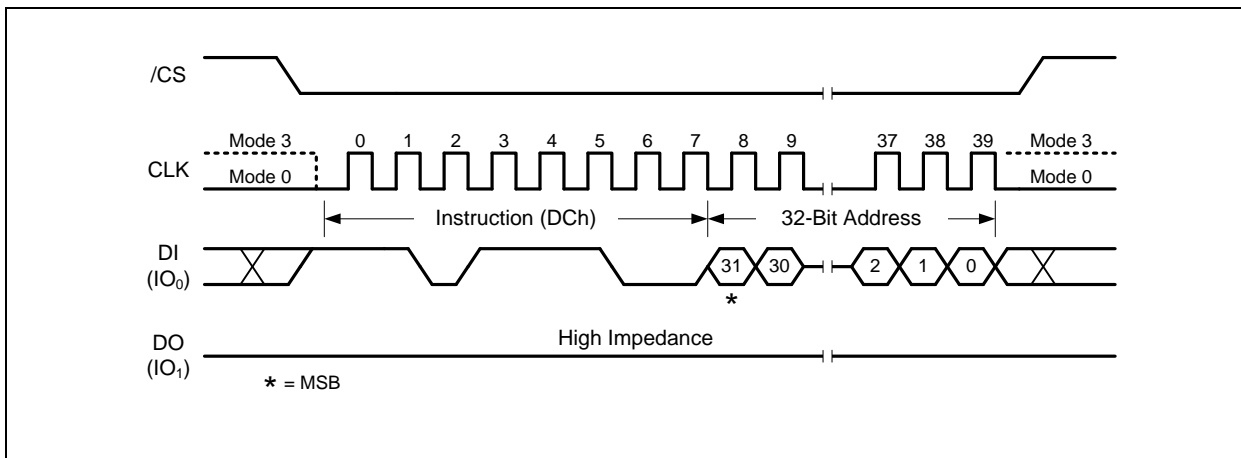 /CS
Mode 3 0 1 2 3 4 5 6 7 8 9 37 38 39 Mode 3
CLK
Mode 0 Mode 0
Instruction (DCh) 32-Bit Address
DI
(IO₀)
31 30 2 1 0
*
High Impedance
DO
(IO₁)
* = MSB